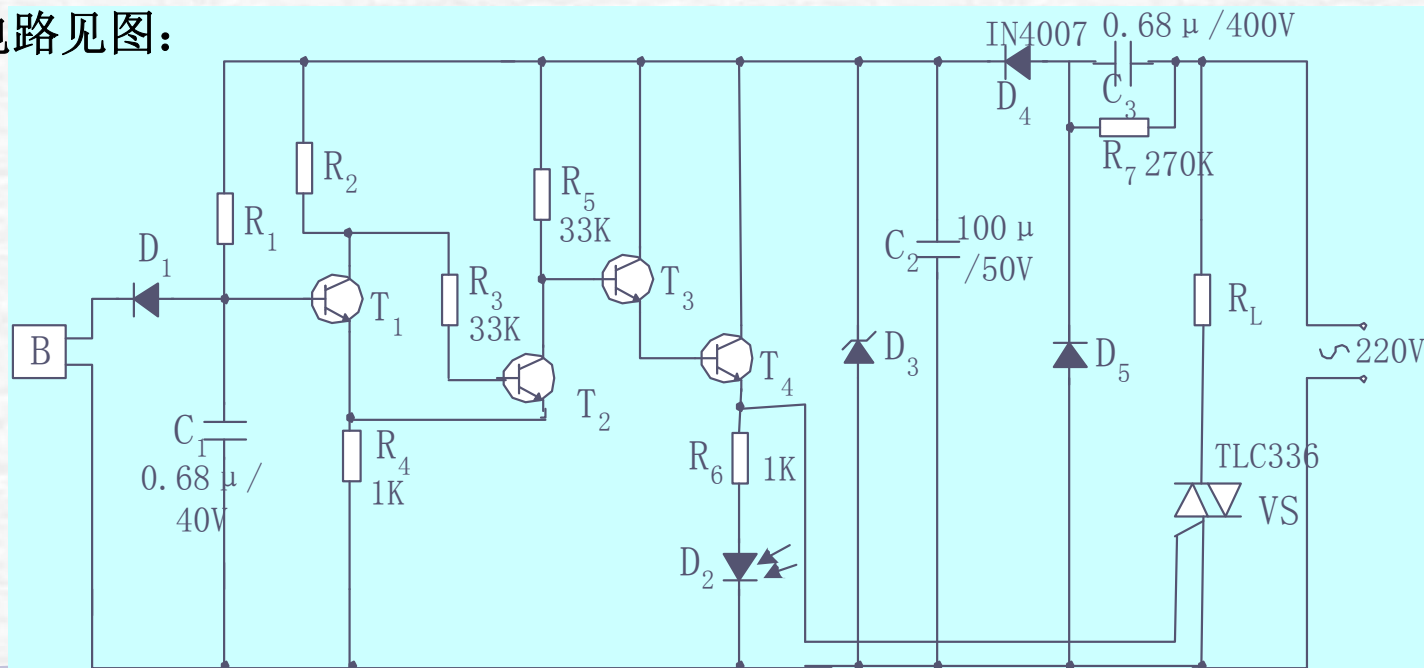 路见图：
IN4007
0.68μ/400V
D4
C3
R7 270K
R2
R5
33K
R1
D1
C2
100μ
/50V
R3
33K
T1
T3
RL
B
D3
D5
220V
T4
T2
C1
R4
0.68μ/
40V
1K
R6
1K
TLC336
VS
D2